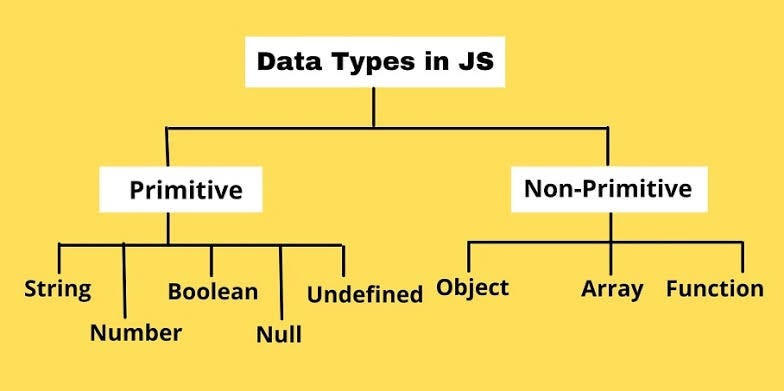 Data Types in JS
Primitive
Non-Primitive
String
Number
Boolean
Null
Undefined
Object
Array
Function